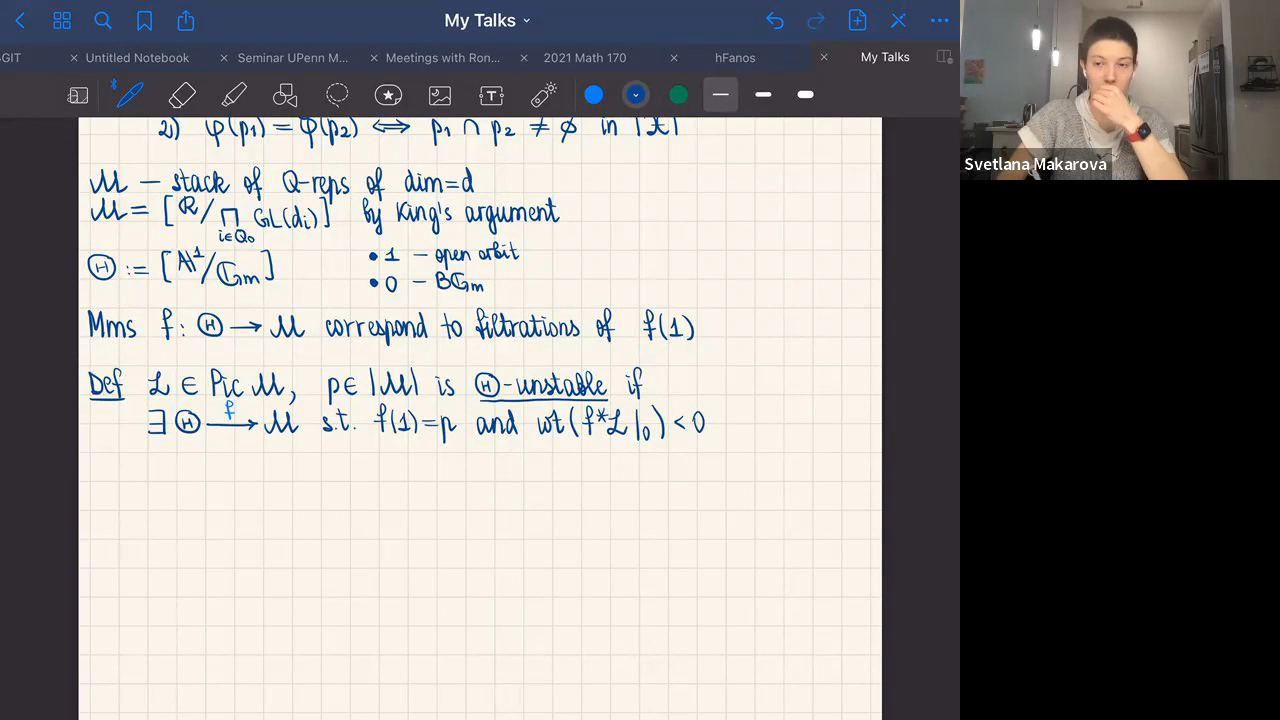 My Talks
GIT
Untitled Notebook
Seminar UPenn M...
Meetings with Ron...
2021 Math 170
hFanos
My Talks
2) φ(p₁) = φ(p₂) ⟺ p₁ ∩ p₂ ≠ ∅ in |𝒳|
ℳ – stack of Q-reps of dim=d
ℳ = [ℛ/∏ GL(dᵢ)] by King's argument
i∈Q₀
Ⓗ := [𝔸¹/𝔾m]
• 1 – open orbit
• 0 – B𝔾m
Mms f: Ⓗ → ℳ correspond to filtrations of f(1)
Def ℒ ∈ Pic ℳ, p∈|ℳ| is Ⓗ-unstable if
∃ Ⓗ →f ℳ s.t. f(1)=p and wt(f*ℒ|₀) < 0
Svetlana Makarova